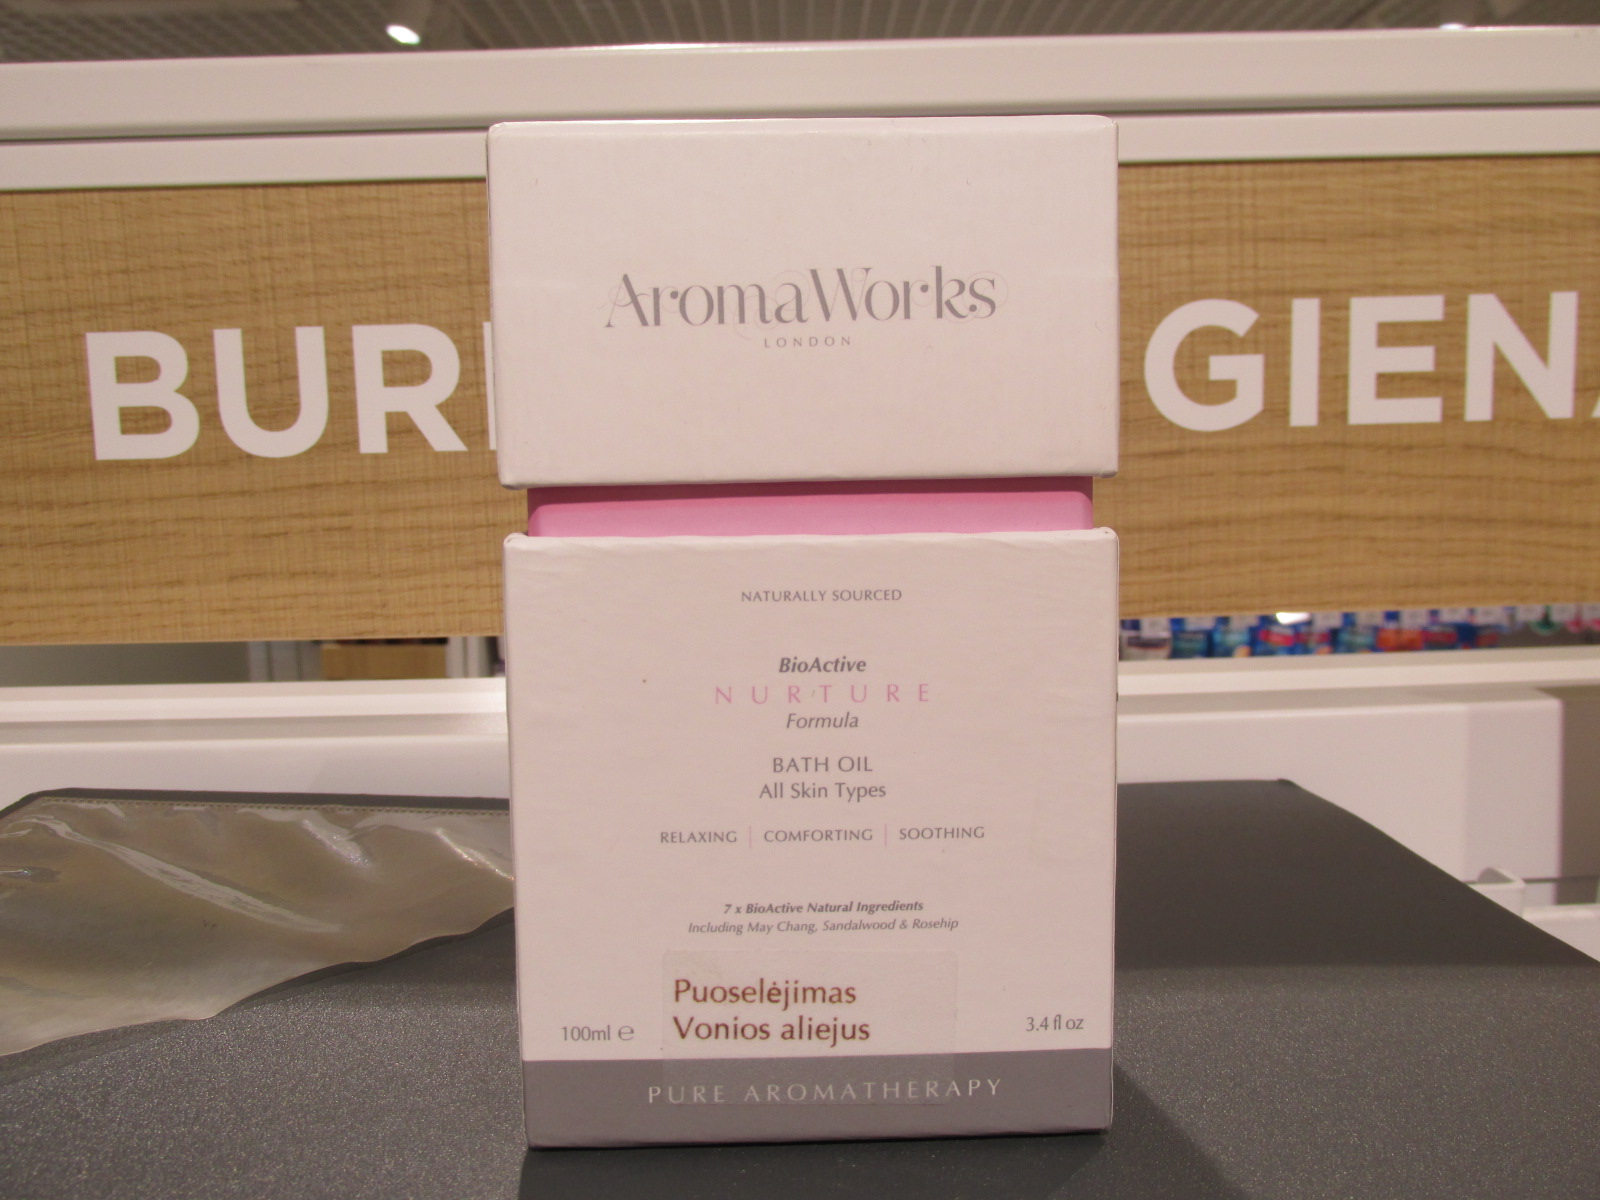 BUR
GIEN
AromaWorks
LONDON
NATURALLY SOURCED
BioActive
NURTURE
Formula
BATH OIL
All Skin Types
RELAXING | COMFORTING | SOOTHING
7 x BioActive Natural Ingredients
Including May Chang, Sandalwood & Rosehip
Puoselėjimas
Vonios aliejus
100ml ℮
3.4 fl oz
PURE AROMATHERAPY